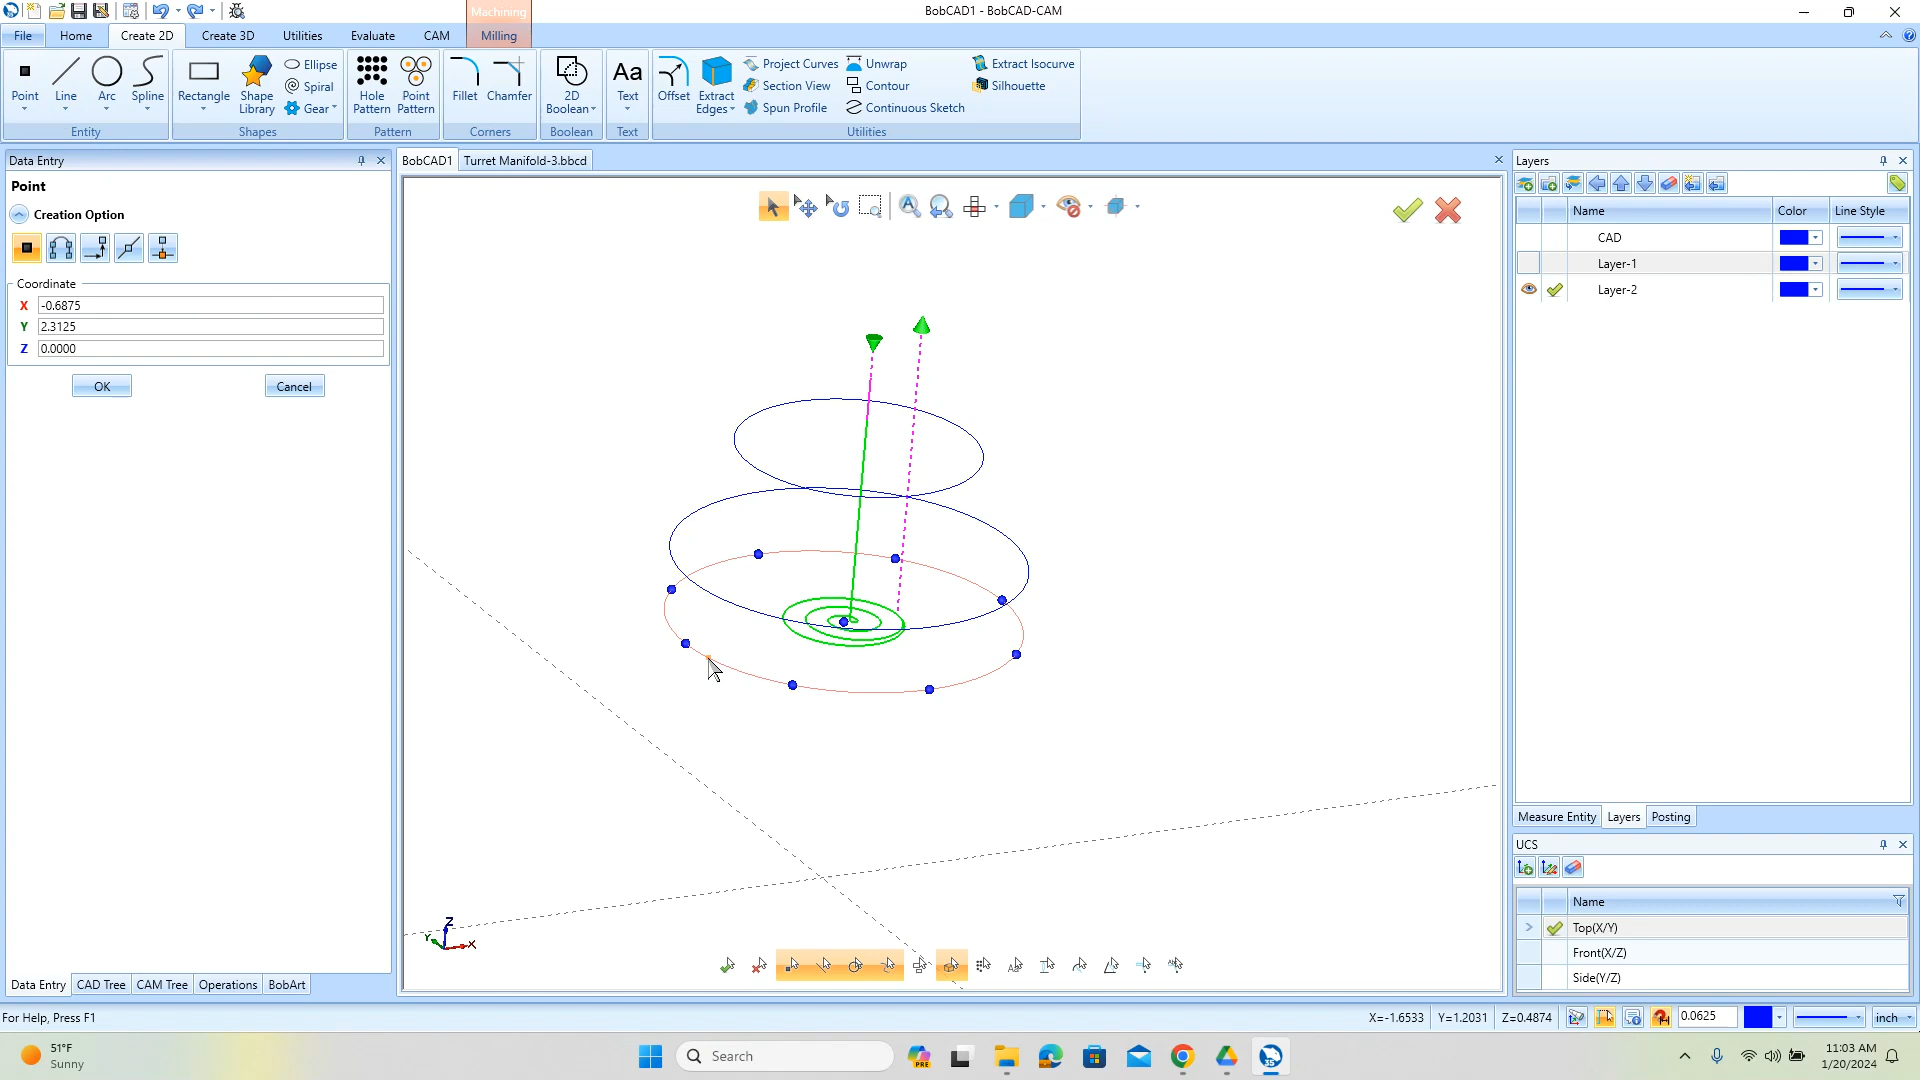 BobCAD1 - BobCAD-CAM
Machining
File Home Create 2D Create 3D Utilities Evaluate CAM Milling
Point Line Arc Spline
Entity
Rectangle Shape Library Ellipse Spiral Gear
Shapes
Hole Pattern Point Pattern
Pattern
Fillet Chamfer
Corners
2D Boolean
Boolean
Aa Text
Text
Offset Extract Edges Project Curves Unwrap Extract Isocurve
Section View Contour Silhouette
Spun Profile Continuous Sketch
Utilities
Data Entry
Point
Creation Option
Coordinate
X -0.6875
Y 2.3125
Z 0.0000
OK Cancel
BobCAD1 Turret Manifold-3.bbcd
Z
Y
X
Layers
Name Color Line Style
CAD
Layer-1
Layer-2
Measure Entity Layers Posting
UCS
Name
Top(X/Y)
Front(X/Z)
Side(Y/Z)
Data Entry CAD Tree CAM Tree Operations BobArt
For Help, Press F1
X=-1.6533 Y=1.2031 Z=0.4874 0.0625 inch
51°F
Sunny
Search
PRE
11:03 AM
1/20/2024